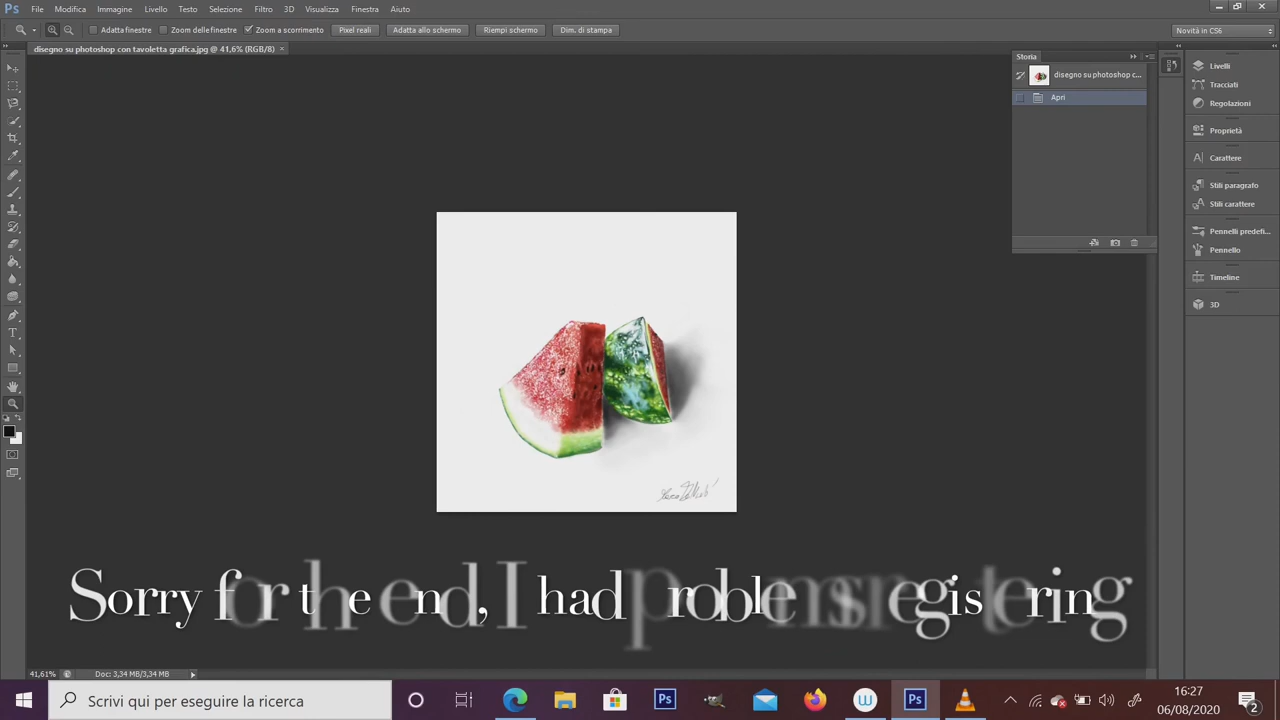 Ps File Modifica Immagine Livello Testo Selezione Filtro 3D Visualizza Finestra Aiuto
Adatta finestre Zoom delle finestre Zoom a scorrimento Pixel reali Adatta allo schermo Riempi schermo Dim. di stampa Novità in CS6
disegno su photoshop con tavoletta grafica.jpg @ 41,6% (RGB/8) ×
Storia
disegno su photoshop c...
Apri
Livelli
Tracciati
Regolazioni
Proprietà
Carattere
Stili paragrafo
Stili carattere
Pennelli predefi...
Pennello
Timeline
3D
Sorry for the end, I had problems registering
41,61% Doc: 3,34 MB/3,34 MB
Scrivi qui per eseguire la ricerca
Ps
W
Ps
16:27
06/08/2020
2